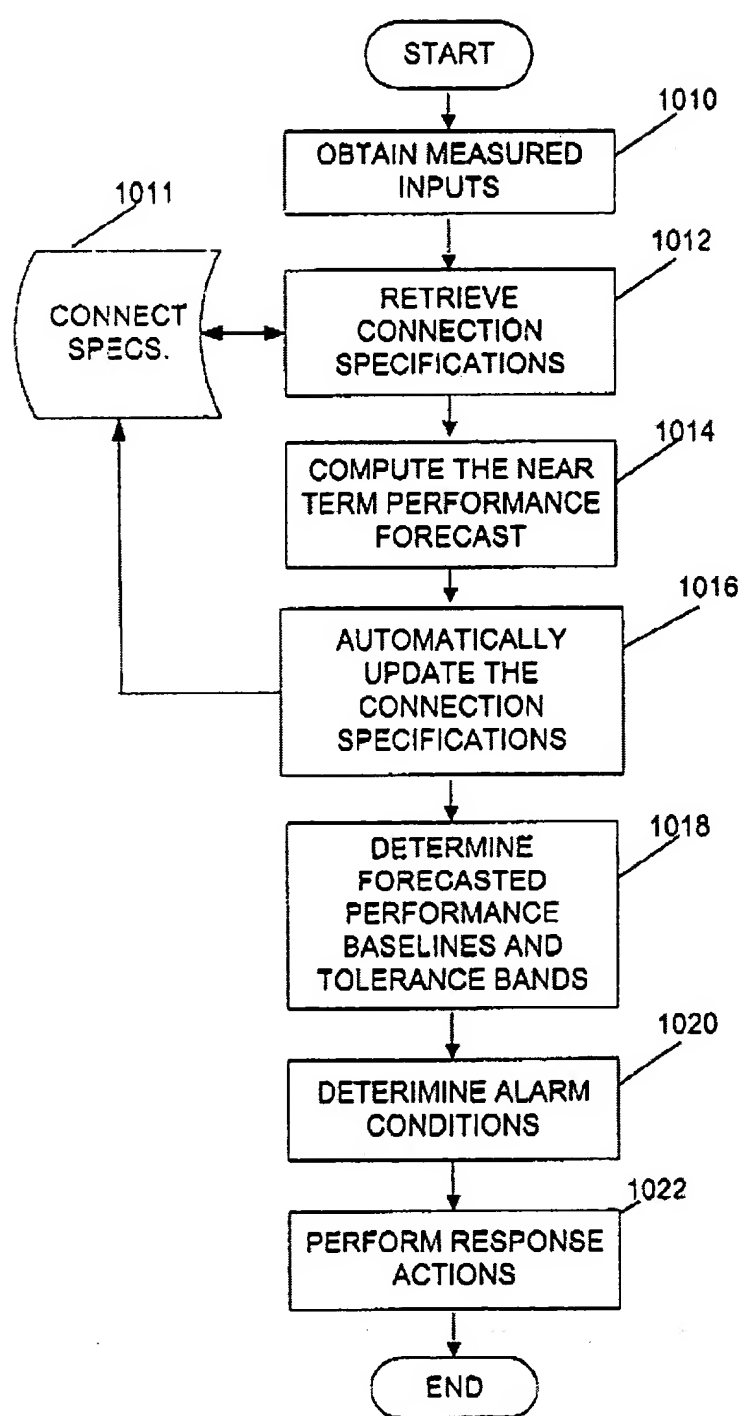 START
1010
OBTAIN MEASURED
INPUTS
1011
CONNECT
SPECS.
1012
RETRIEVE
CONNECTION
SPECIFICATIONS
1014
COMPUTE THE NEAR
TERM PERFORMANCE
FORECAST
1016
AUTOMATICALLY
UPDATE THE
CONNECTION
SPECIFICATIONS
1018
DETERMINE
FORECASTED
PERFORMANCE
BASELINES AND
TOLERANCE BANDS
1020
DETERIMINE ALARM
CONDITIONS
1022
PERFORM RESPONSE
ACTIONS
END